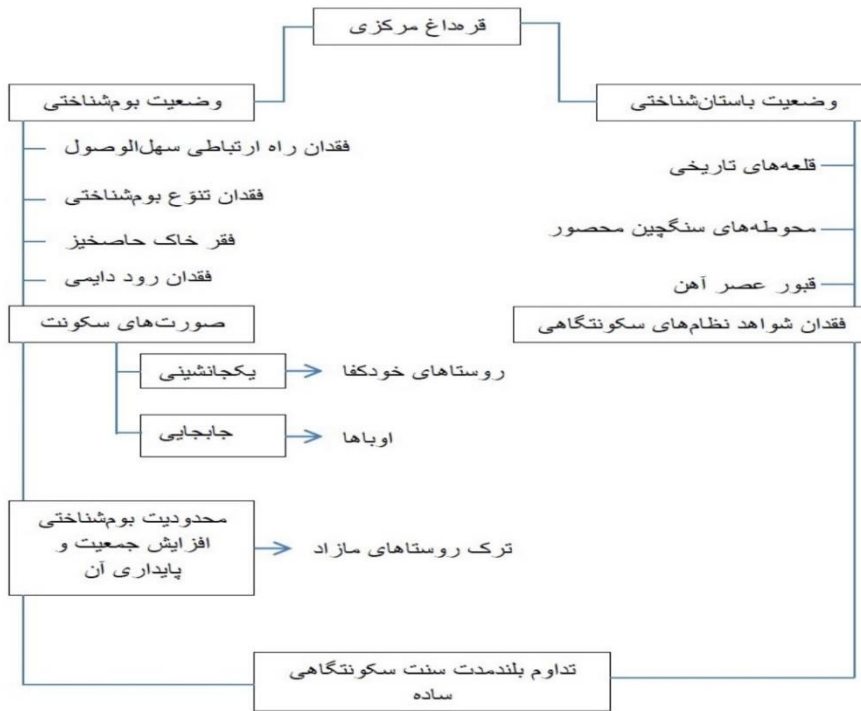 قره‌داغ مرکزی
وضعیت باستان‌شناختی
قلعه‌های تاریخی
محوطه‌های سنگچین محصور
قبور عصر آهن
فقدان شواهد نظام‌های سکونتگاهی
وضعیت بوم‌شناختی
فقدان راه ارتباطی سهل‌الوصول
فقدان تنوّع بوم‌شناختی
فقر خاک حاصخیز
فقدان رود دایمی
صورت‌های سکونت
یکجانشینی
روستاهای خودکفا
جابجایی
اوباها
محدودیت بوم‌شناختی
افزایش جمعیت و
پایداری آن
ترک روستاهای مازاد
تداوم بلندمدت سنت سکونتگاهی
ساده